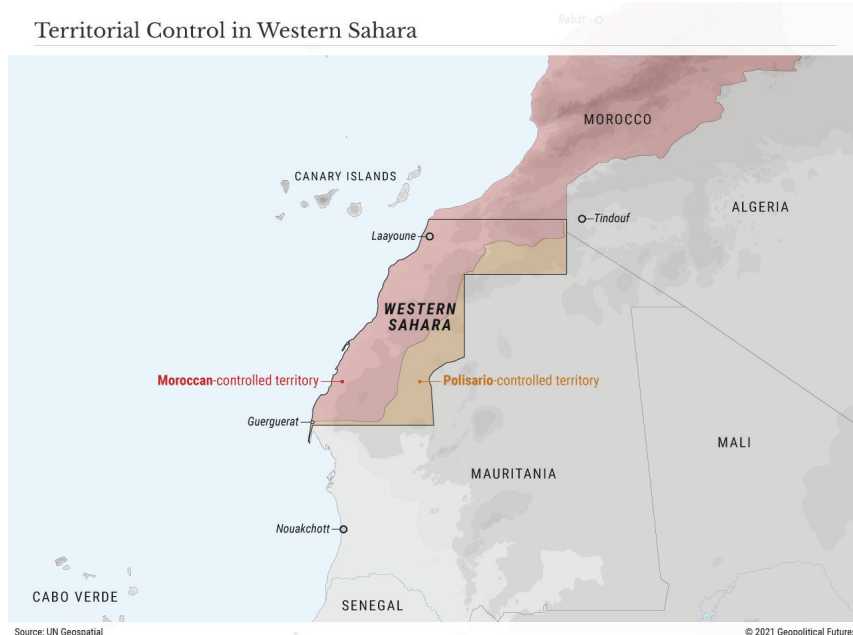 Territorial Control in Western Sahara
Rabat
MOROCCO
CANARY ISLANDS
ALGERIA
Tindouf
Laayoune
WESTERN
SAHARA
Moroccan-controlled territory
Polisario-controlled territory
Guerguerat
MALI
MAURITANIA
Nouakchott
CABO VERDE
SENEGAL
Source: UN Geospatial
© 2021 Geopolitical Futures